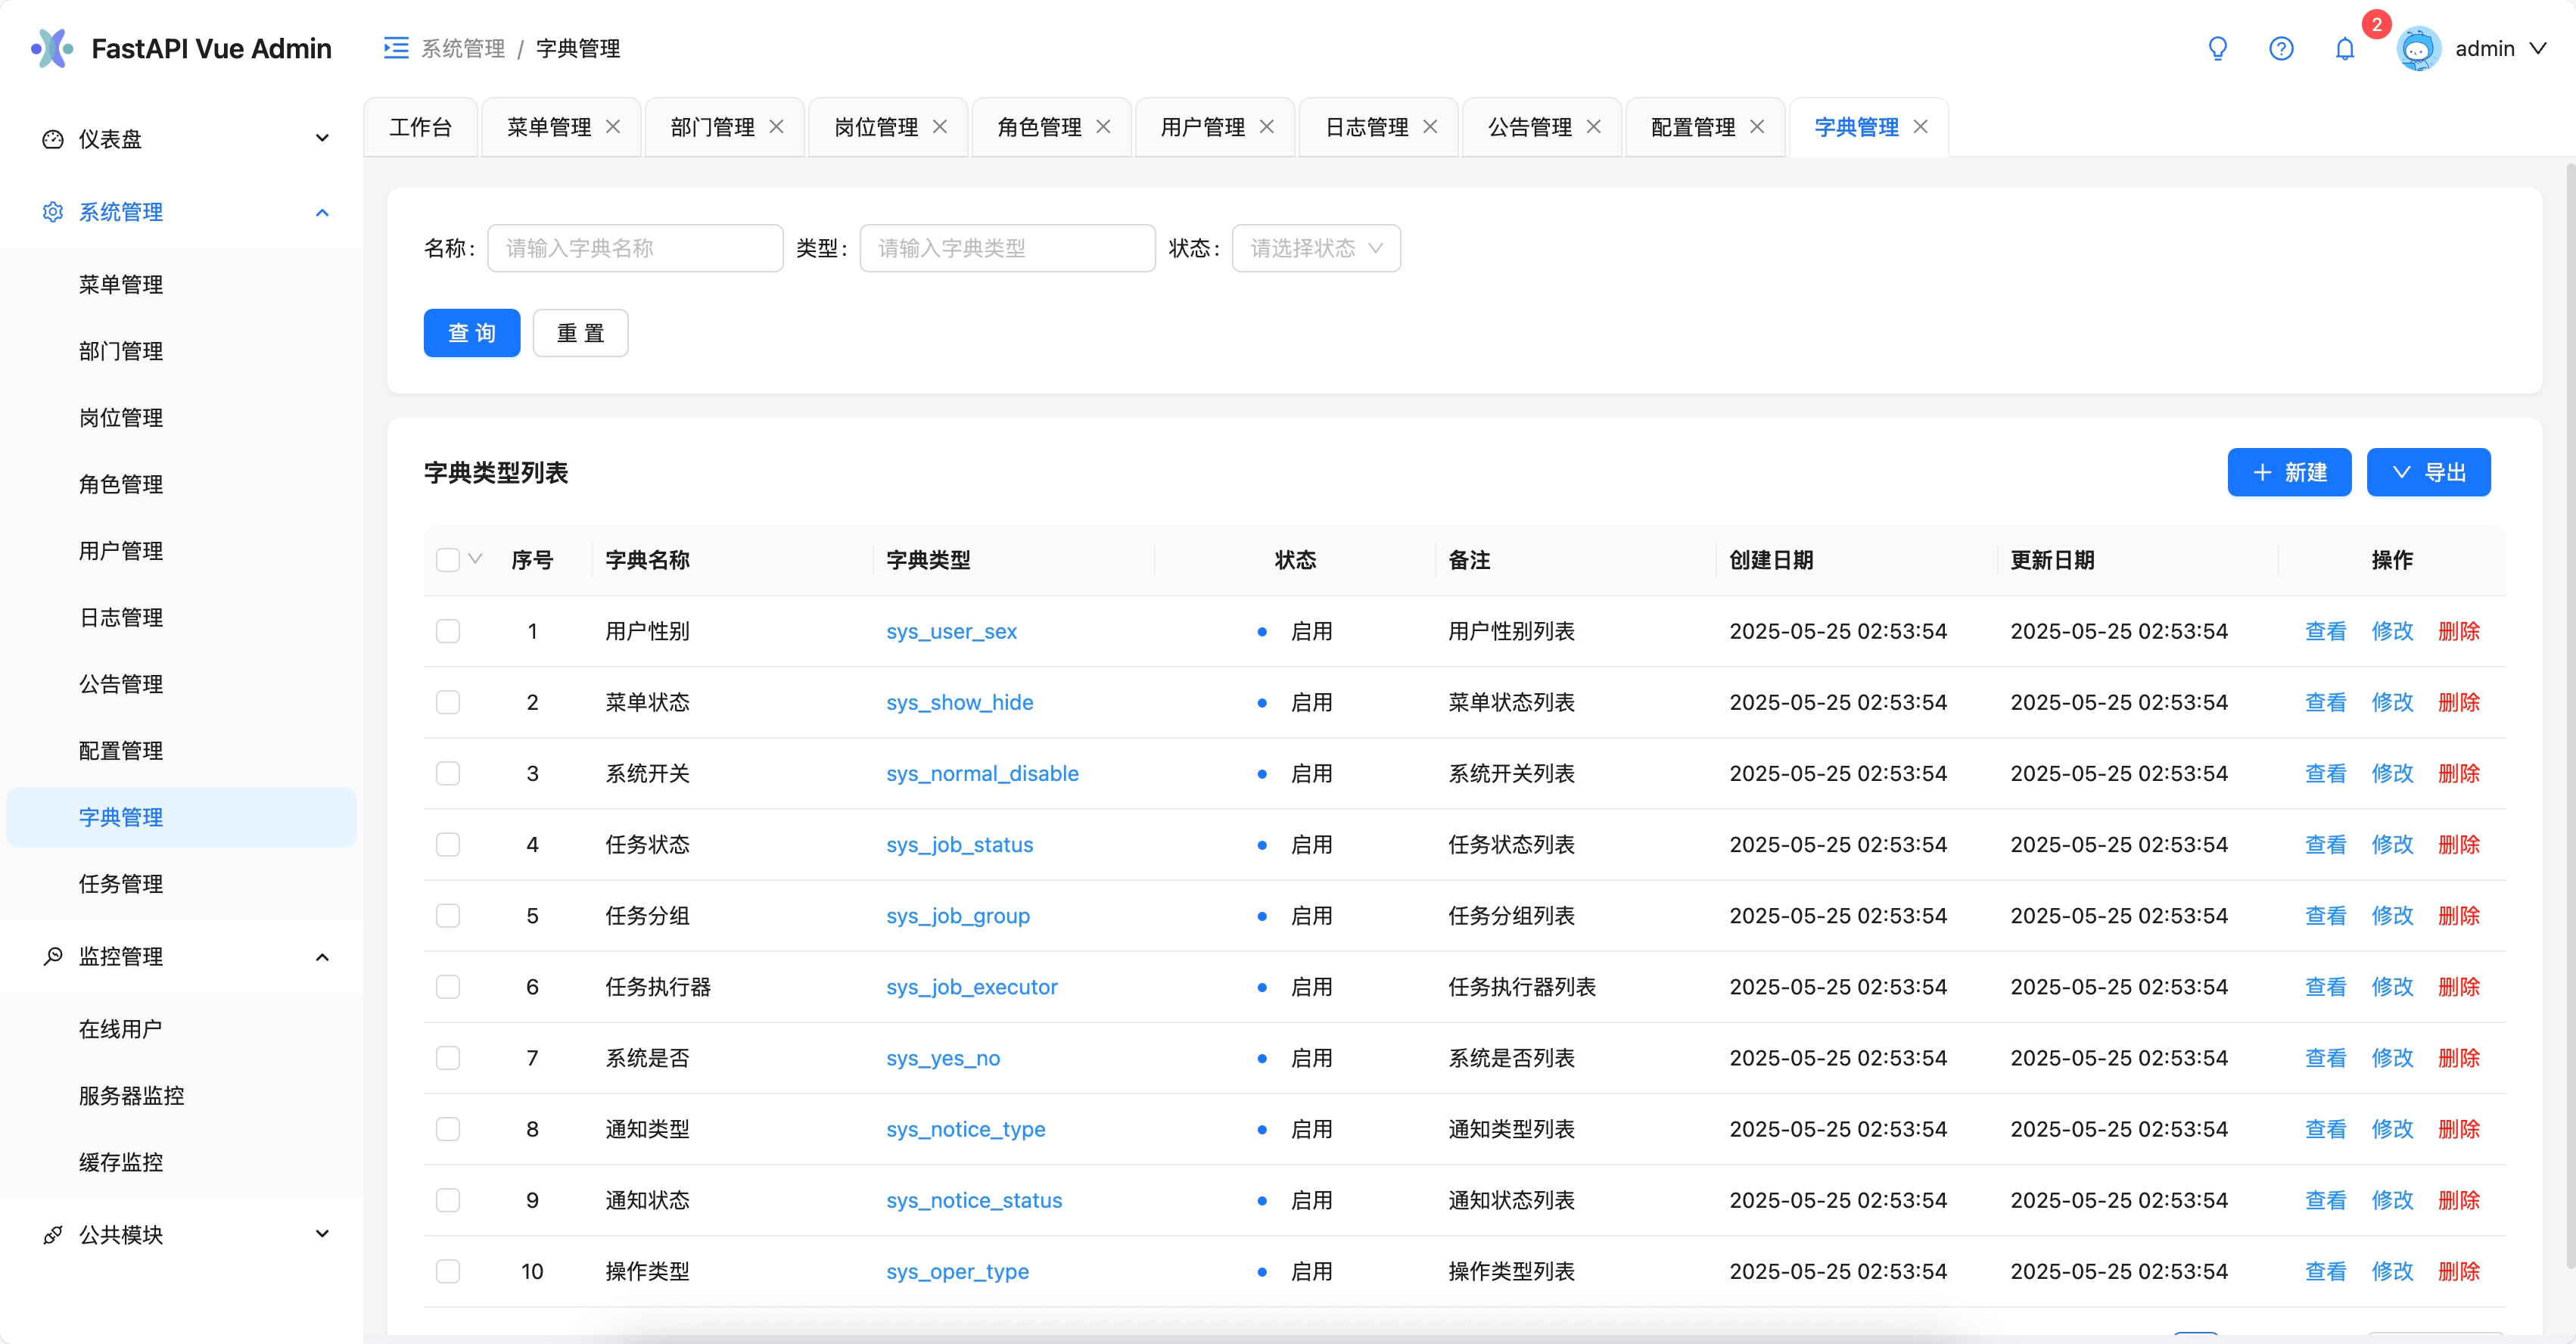 FastAPI Vue Admin
系统管理 / 字典管理
2
admin
仪表盘
系统管理
菜单管理
部门管理
岗位管理
角色管理
用户管理
日志管理
公告管理
配置管理
字典管理
任务管理
监控管理
在线用户
服务器监控
缓存监控
公共模块
工作台 菜单管理 部门管理 岗位管理 角色管理 用户管理 日志管理 公告管理 配置管理 字典管理
名称: 请输入字典名称 类型: 请输入字典类型 状态: 请选择状态
查 询 重 置
字典类型列表
新建 导出
序号 字典名称 字典类型 状态 备注 创建日期 更新日期 操作
1 用户性别 sys_user_sex 启用 用户性别列表 2025-05-25 02:53:54 2025-05-25 02:53:54 查看 修改 删除
2 菜单状态 sys_show_hide 启用 菜单状态列表 2025-05-25 02:53:54 2025-05-25 02:53:54 查看 修改 删除
3 系统开关 sys_normal_disable 启用 系统开关列表 2025-05-25 02:53:54 2025-05-25 02:53:54 查看 修改 删除
4 任务状态 sys_job_status 启用 任务状态列表 2025-05-25 02:53:54 2025-05-25 02:53:54 查看 修改 删除
5 任务分组 sys_job_group 启用 任务分组列表 2025-05-25 02:53:54 2025-05-25 02:53:54 查看 修改 删除
6 任务执行器 sys_job_executor 启用 任务执行器列表 2025-05-25 02:53:54 2025-05-25 02:53:54 查看 修改 删除
7 系统是否 sys_yes_no 启用 系统是否列表 2025-05-25 02:53:54 2025-05-25 02:53:54 查看 修改 删除
8 通知类型 sys_notice_type 启用 通知类型列表 2025-05-25 02:53:54 2025-05-25 02:53:54 查看 修改 删除
9 通知状态 sys_notice_status 启用 通知状态列表 2025-05-25 02:53:54 2025-05-25 02:53:54 查看 修改 删除
10 操作类型 sys_oper_type 启用 操作类型列表 2025-05-25 02:53:54 2025-05-25 02:53:54 查看 修改 删除